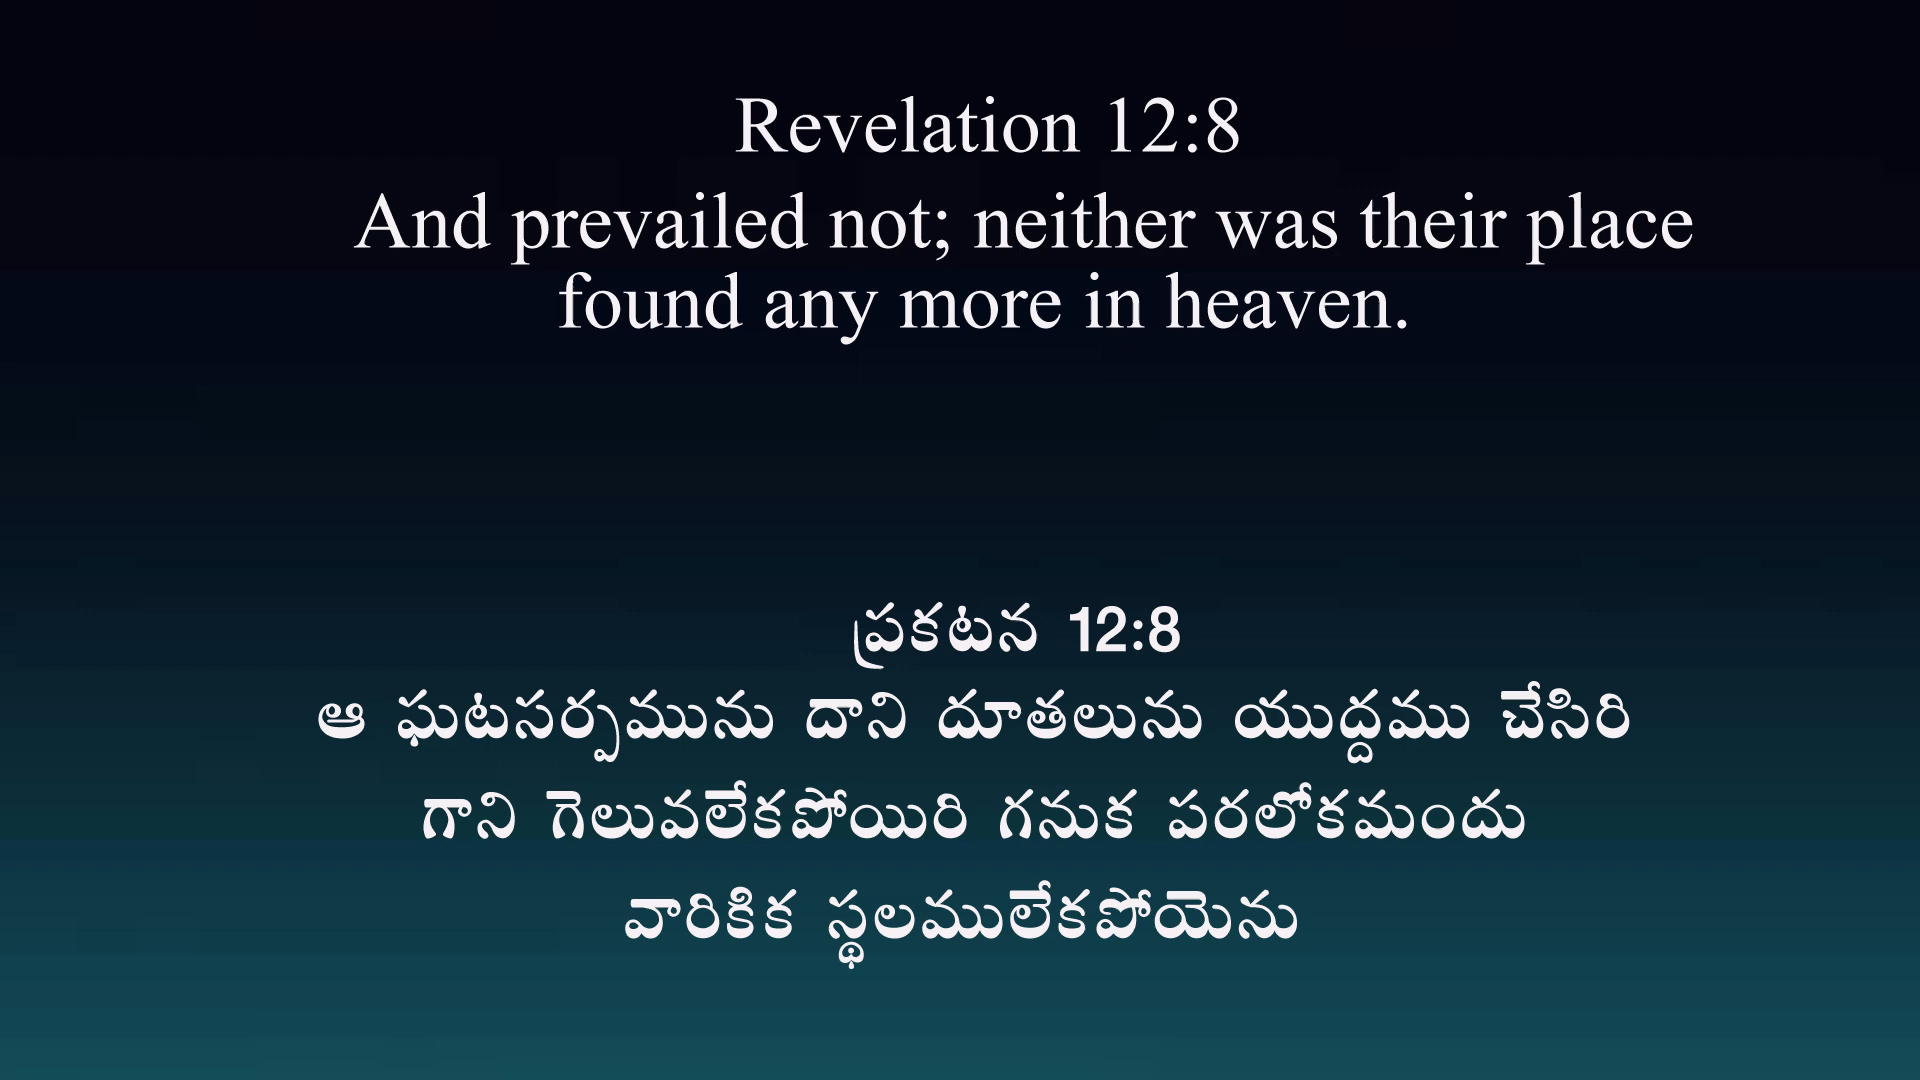 Revelation 12:8
And prevailed not; neither was their place
found any more in heaven.
ప్రకటన 12:8
ఆ ఘటసర్పమును దాని దూతలును యుద్దము చేసిరి
గాని గెలువలేకపోయిరి గనుక పరలోకమందు
వారికిక స్థలములేకపోయెను